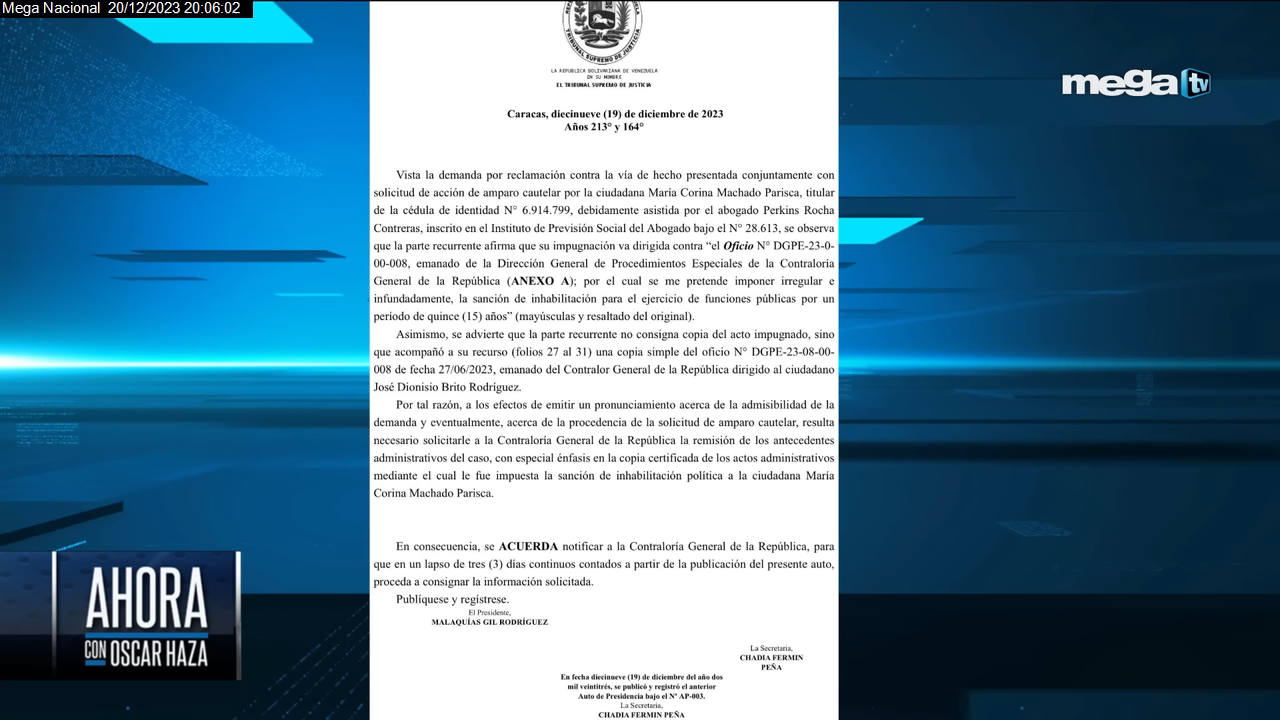 Mega Nacional 20/12/2023 20:06:02
TRIBUNAL SUPREMO DE JUSTICIA
LA REPUBLICA BOLIVARIANA DE VENEZUELA
EN SU NOMBRE
EL TRIBUNAL SUPREMO DE JUSTICIA
mega tv
Caracas, diecinueve (19) de diciembre de 2023
Años 213° y 164°
Vista la demanda por reclamación contra la vía de hecho presentada conjuntamente con
solicitud de acción de amparo cautelar por la ciudadana María Corina Machado Parisca, titular
de la cédula de identidad N° 6.914.799, debidamente asistida por el abogado Perkins Rocha
Contreras, inscrito en el Instituto de Previsión Social del Abogado bajo el N° 28.613, se observa
que la parte recurrente afirma que su impugnación va dirigida contra “el Oficio N° DGPE-23-0-
00-008, emanado de la Dirección General de Procedimientos Especiales de la Contraloría
General de la República (ANEXO A); por el cual se me pretende imponer irregular e
infundadamente, la sanción de inhabilitación para el ejercicio de funciones públicas por un
período de quince (15) años” (mayúsculas y resaltado del original).
Asimismo, se advierte que la parte recurrente no consigna copia del acto impugnado, sino
que acompañó a su recurso (folios 27 al 31) una copia simple del oficio N° DGPE-23-08-00-
008 de fecha 27/06/2023, emanado del Contralor General de la República dirigido al ciudadano
José Dionisio Brito Rodríguez.
Por tal razón, a los efectos de emitir un pronunciamiento acerca de la admisibilidad de la
demanda y eventualmente, acerca de la procedencia de la solicitud de amparo cautelar, resulta
necesario solicitarle a la Contraloría General de la República la remisión de los antecedentes
administrativos del caso, con especial énfasis en la copia certificada de los actos administrativos
mediante el cual le fue impuesta la sanción de inhabilitación política a la ciudadana María
Corina Machado Parisca.
En consecuencia, se ACUERDA notificar a la Contraloría General de la República, para
que en un lapso de tres (3) días continuos contados a partir de la publicación del presente auto,
proceda a consignar la información solicitada.
Publíquese y regístrese.
El Presidente,
MALAQUÍAS GIL RODRÍGUEZ
La Secretaria,
CHADIA FERMIN
PEÑA
En fecha diecinueve (19) de diciembre del año dos
mil veintitrés, se publicó y registró el anterior
Auto de Presidencia bajo el Nº AP-003.
La Secretaria,
CHADIA FERMIN PEÑA
AHORA
CON OSCAR HAZA